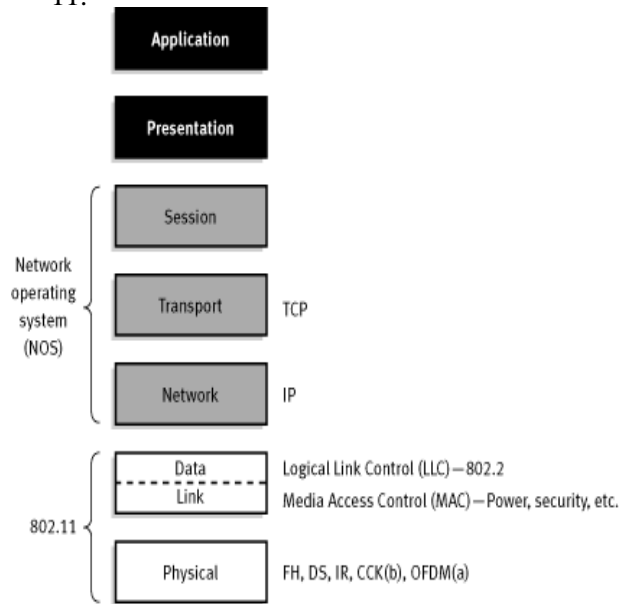 11.
Application
Presentation
Session
Network
operating
system
(NOS)
Transport
TCP
Network
IP
Data
Link
Logical Link Control (LLC)—802.2
Media Access Control (MAC)—Power, security, etc.
802.11
Physical
FH, DS, IR, CCK(b), OFDM(a)